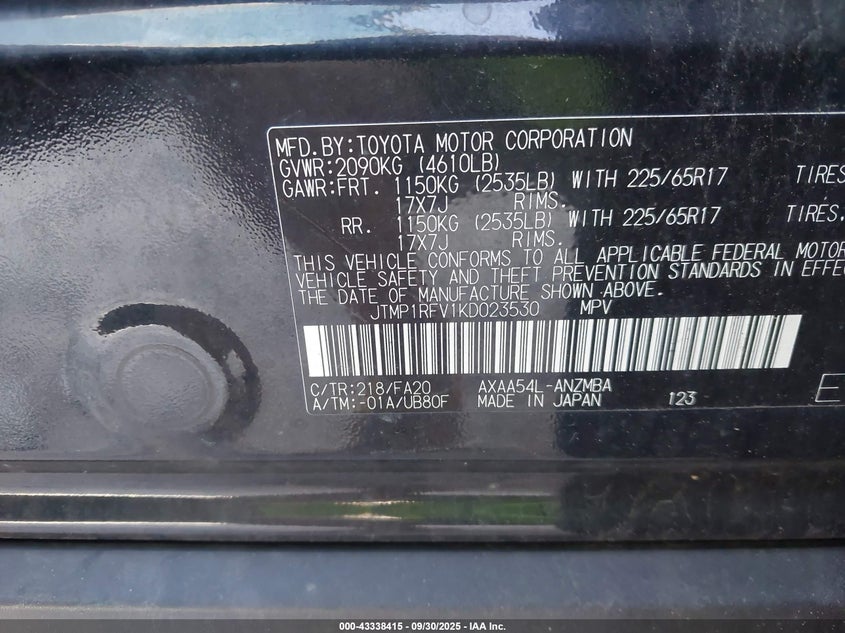 MFD.BY:TOYOTA MOTOR CORPORATION
GVWR:2090KG (4610LB)
GAWR:FRT. 1150KG (2535LB) WITH 225/65R17 TIRES
17X7J RIMS.
RR. 1150KG (2535LB) WITH 225/65R17 TIRES.
17X7J RIMS.
THIS VEHICLE CONFORMS TO ALL APPLICABLE FEDERAL MOTOR
VEHICLE SAFETY AND THEFT PREVENTION STANDARDS IN EFFEC
THE DATE OF MANUFACTURE SHOWN ABOVE.
JTMP1RFV1KD023530 MPV
C/TR:218/FA20 AXAA54L-ANZMBA
A/TM:-01A/UB80F MADE IN JAPAN 123 E
000-43338415 - 09/30/2025 - IAA Inc.